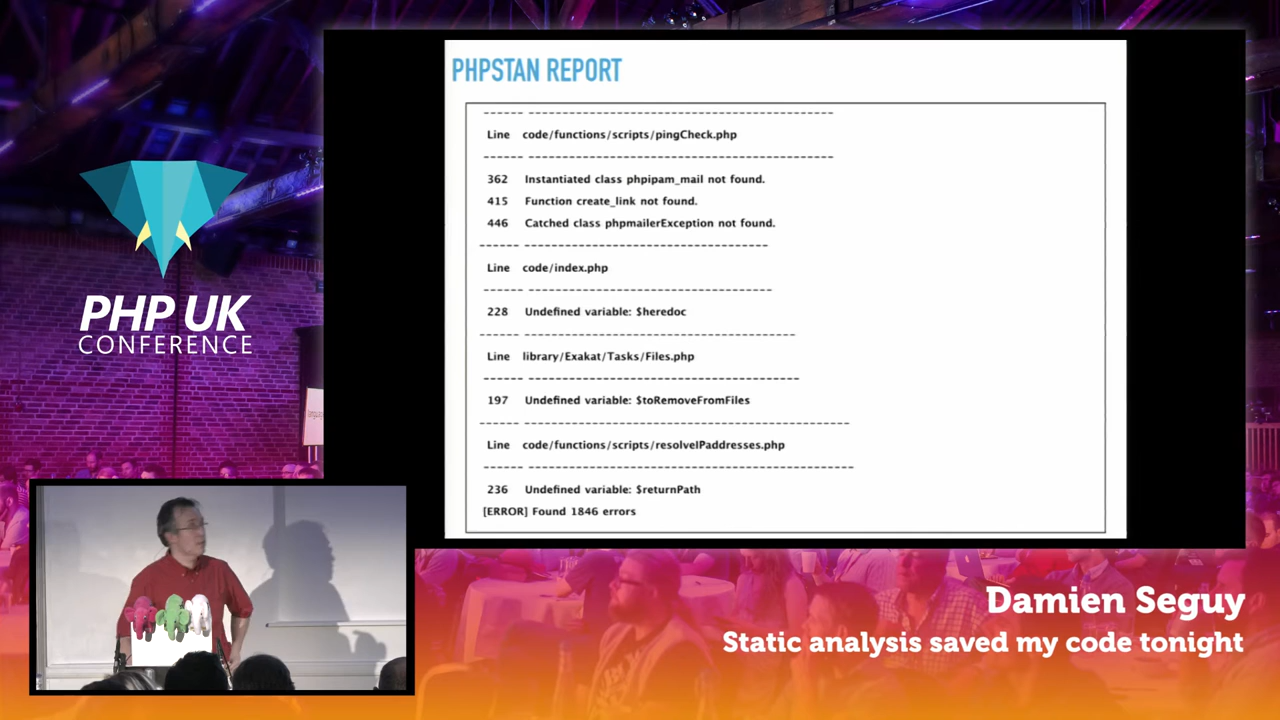 PHPSTAN REPORT
------ --------------------------------------------
Line code/functions/scripts/pingCheck.php
------ --------------------------------------------
362 Instantiated class phpipam_mail not found.
415 Function create_link not found.
446 Catched class phpmailerException not found.
------ -----------------------------------
Line code/index.php
------ -----------------------------------
228 Undefined variable: $heredoc
------ ---------------------------------------
Line library/Exakat/Tasks/Files.php
------ ---------------------------------------
197 Undefined variable: $toRemoveFromFiles
------ ----------------------------------------------
Line code/functions/scripts/resolveIPaddresses.php
------ ----------------------------------------------
236 Undefined variable: $returnPath
[ERROR] Found 1846 errors
PHP UK
CONFERENCE
Damien Seguy
Static analysis saved my code tonight